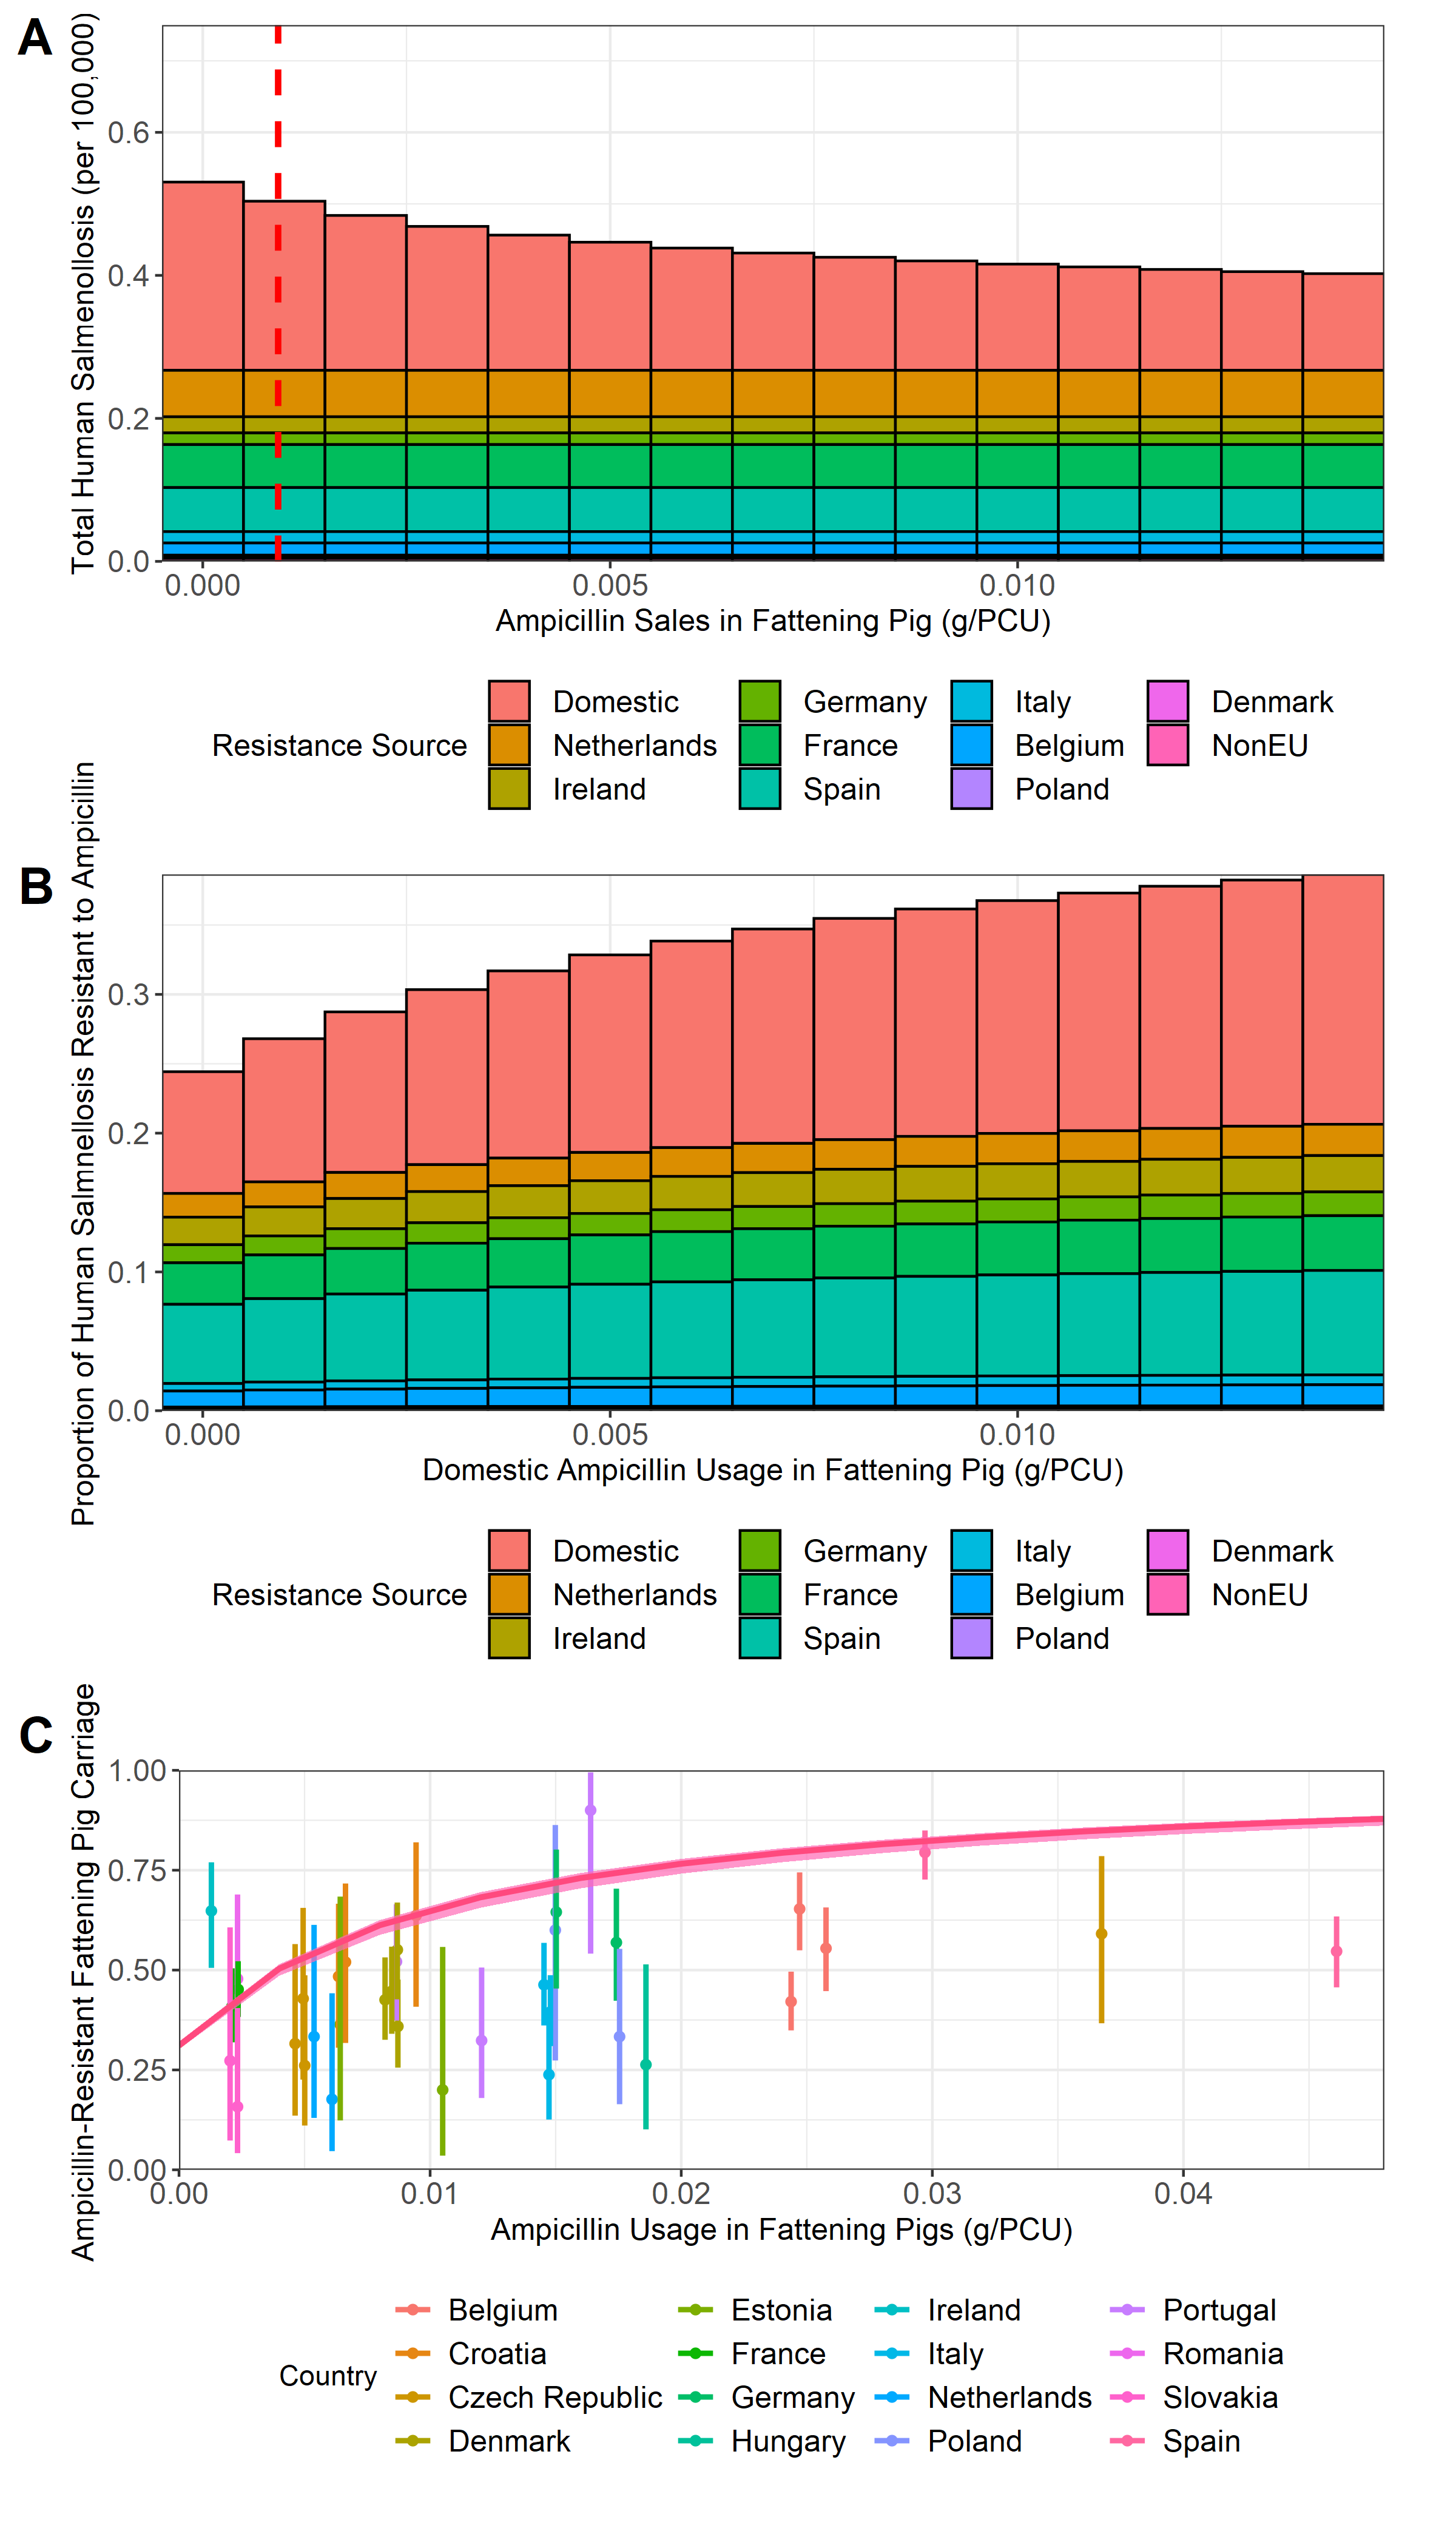 A
Total Human Salmenollosis (per 100,000)
0.6
0.4
0.2
0.0
0.000 0.005 0.010
Ampicillin Sales in Fattening Pig (g/PCU)
Resistance Source
Domestic Germany Italy Denmark
Netherlands France Belgium NonEU
Ireland Spain Poland
B
Proportion of Human Salmnellosis Resistant to Ampicillin
0.3
0.2
0.1
0.0
0.000 0.005 0.010
Domestic Ampicillin Usage in Fattening Pig (g/PCU)
Resistance Source
Domestic Germany Italy Denmark
Netherlands France Belgium NonEU
Ireland Spain Poland
C
Ampicillin-Resistant Fattening Pig Carriage
1.00
0.75
0.50
0.25
0.00
0.00 0.01 0.02 0.03 0.04
Ampicillin Usage in Fattening Pigs (g/PCU)
Country
Belgium Estonia Ireland Portugal
Croatia France Italy Romania
Czech Republic Germany Netherlands Slovakia
Denmark Hungary Poland Spain